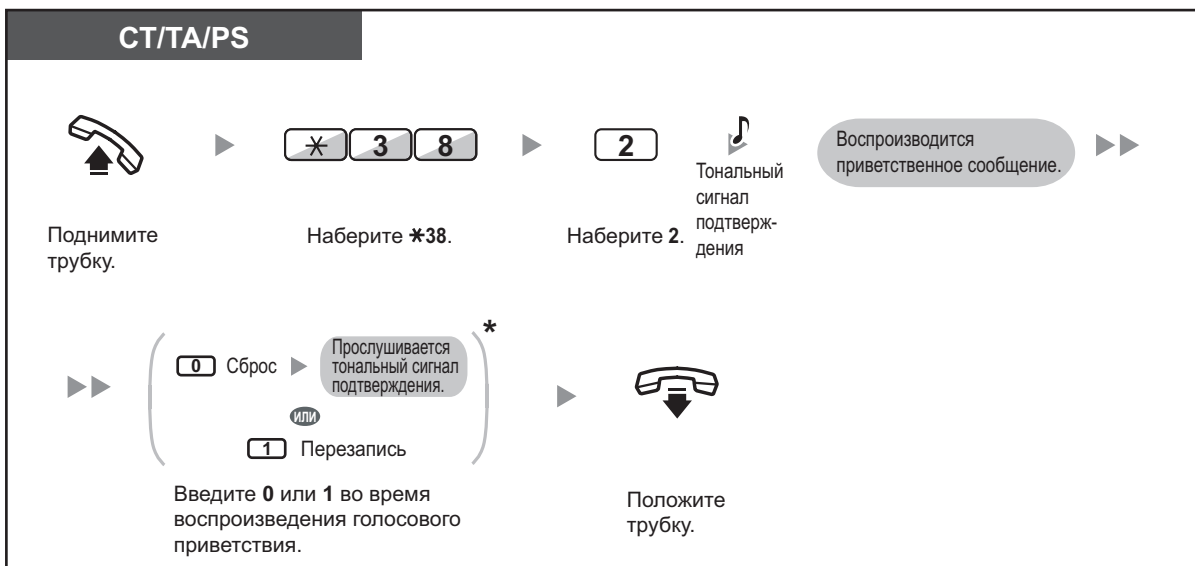 CT/TA/PS
* 3 8
2
Тональный
сигнал
подтверж-
дения
Воспроизводится
приветственное сообщение.
Поднимите
трубку.
Наберите *38.
Наберите 2.
0 Сброс
Прослушивается
тональный сигнал
подтверждения.
*
или
1 Перезапись
Введите 0 или 1 во время
воспроизведения голосового
приветствия.
Положите
трубку.